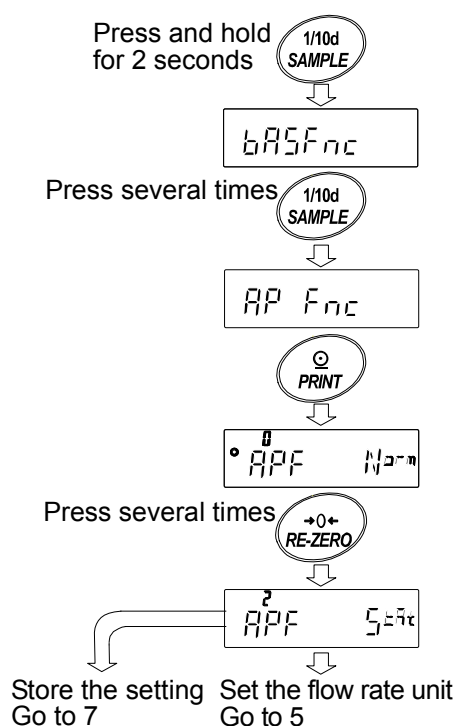 Press and hold
for 2 seconds
1/10d
SAMPLE
bASFnc
Press several times
1/10d
SAMPLE
AP Fnc
PRINT
0
APF Norm
Press several times
→0←
RE-ZERO
2
APF Stat
Store the setting
Go to 7
Set the flow rate unit
Go to 5